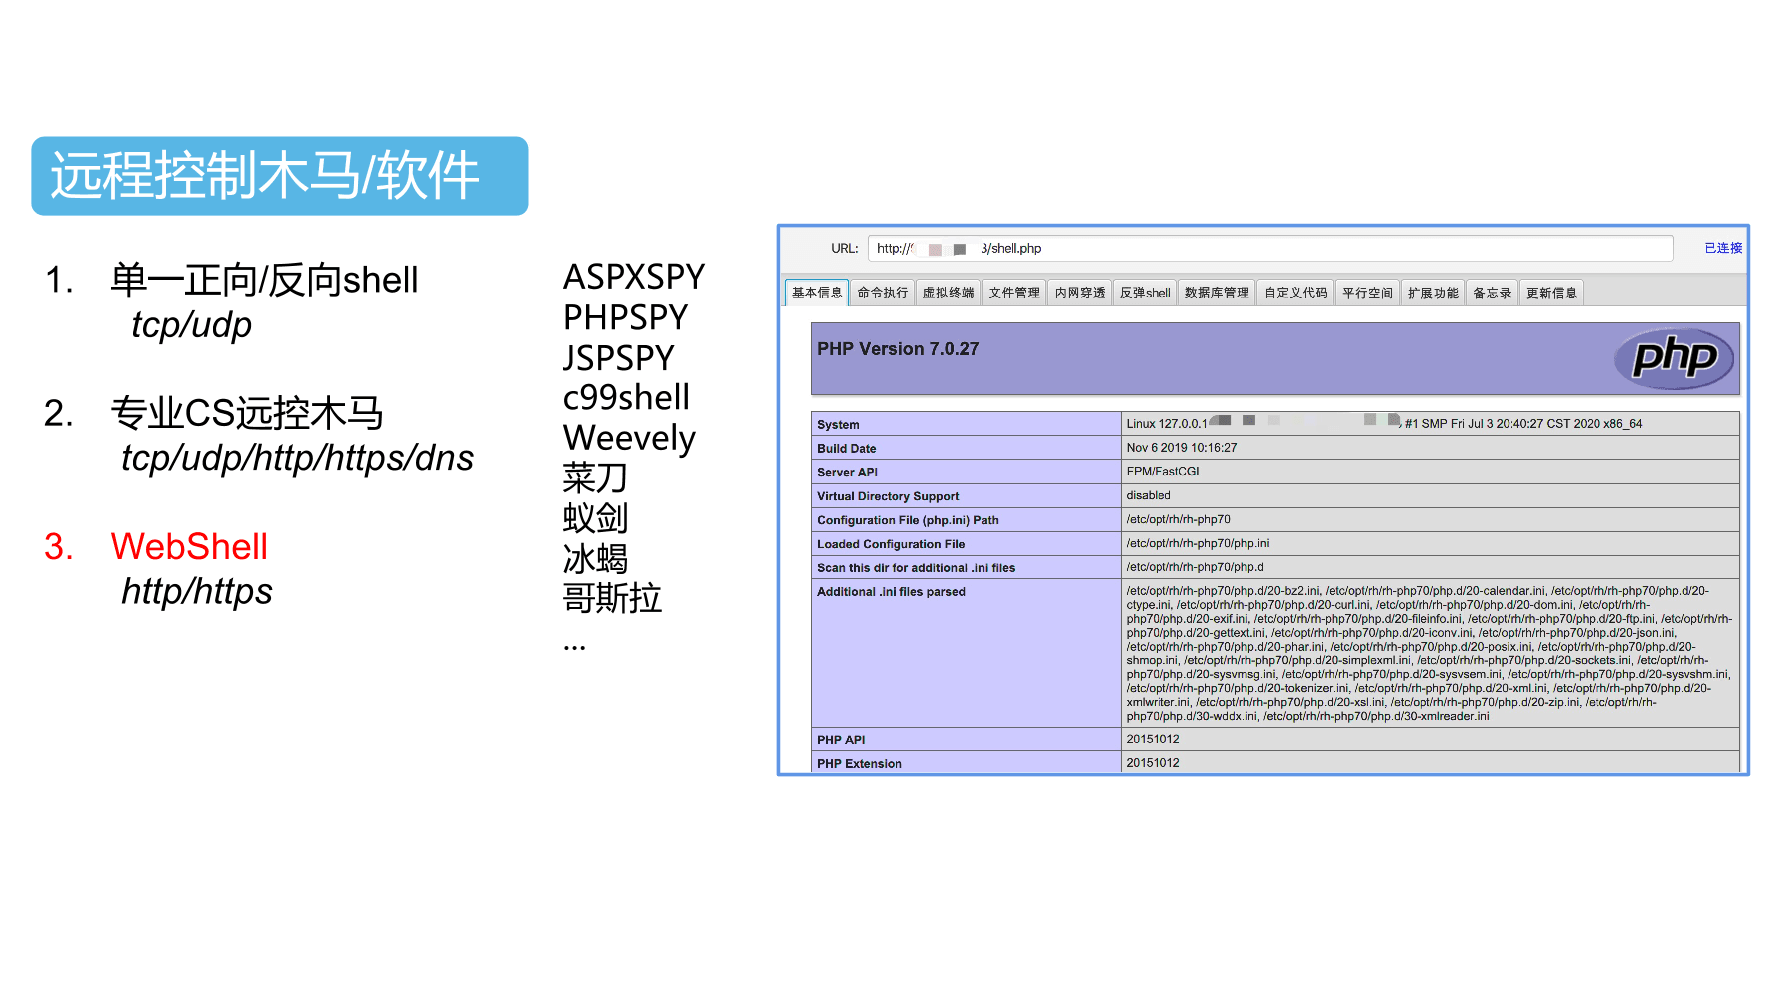 远程控制木马/软件
1. 单一正向/反向shell
tcp/udp
2. 专业CS远控木马
tcp/udp/http/https/dns
3. WebShell
http/https
ASPXSPY
PHPSPY
JSPSPY
c99shell
Weevely
菜刀
蚁剑
冰蝎
哥斯拉
...
URL: http://9 3/shell.php 已连接
基本信息 命令执行 虚拟终端 文件管理 内网穿透 反弹shell 数据库管理 自定义代码 平行空间 扩展功能 备忘录 更新信息
PHP Version 7.0.27
php
System Linux 127.0.0.1 #1 SMP Fri Jul 3 20:40:27 CST 2020 x86_64
Build Date Nov 6 2019 10:16:27
Server API FPM/FastCGI
Virtual Directory Support disabled
Configuration File (php.ini) Path /etc/opt/rh/rh-php70
Loaded Configuration File /etc/opt/rh/rh-php70/php.ini
Scan this dir for additional .ini files /etc/opt/rh/rh-php70/php.d
Additional .ini files parsed /etc/opt/rh/rh-php70/php.d/20-bz2.ini, /etc/opt/rh/rh-php70/php.d/20-calendar.ini, /etc/opt/rh/rh-php70/php.d/20-
ctype.ini, /etc/opt/rh/rh-php70/php.d/20-curl.ini, /etc/opt/rh/rh-php70/php.d/20-dom.ini, /etc/opt/rh/rh-
php70/php.d/20-exif.ini, /etc/opt/rh/rh-php70/php.d/20-fileinfo.ini, /etc/opt/rh/rh-php70/php.d/20-ftp.ini, /etc/opt/rh/rh-
php70/php.d/20-gettext.ini, /etc/opt/rh/rh-php70/php.d/20-iconv.ini, /etc/opt/rh/rh-php70/php.d/20-json.ini,
/etc/opt/rh/rh-php70/php.d/20-phar.ini, /etc/opt/rh/rh-php70/php.d/20-posix.ini, /etc/opt/rh/rh-php70/php.d/20-
shmop.ini, /etc/opt/rh/rh-php70/php.d/20-simplexml.ini, /etc/opt/rh/rh-php70/php.d/20-sockets.ini, /etc/opt/rh/rh-
php70/php.d/20-sysvmsg.ini, /etc/opt/rh/rh-php70/php.d/20-sysvsem.ini, /etc/opt/rh/rh-php70/php.d/20-sysvshm.ini,
/etc/opt/rh/rh-php70/php.d/20-tokenizer.ini, /etc/opt/rh/rh-php70/php.d/20-xml.ini, /etc/opt/rh/rh-php70/php.d/20-
xmlwriter.ini, /etc/opt/rh/rh-php70/php.d/20-xsl.ini, /etc/opt/rh/rh-php70/php.d/20-zip.ini, /etc/opt/rh/rh-
php70/php.d/30-wddx.ini, /etc/opt/rh/rh-php70/php.d/30-xmlreader.ini
PHP API 20151012
PHP Extension 20151012